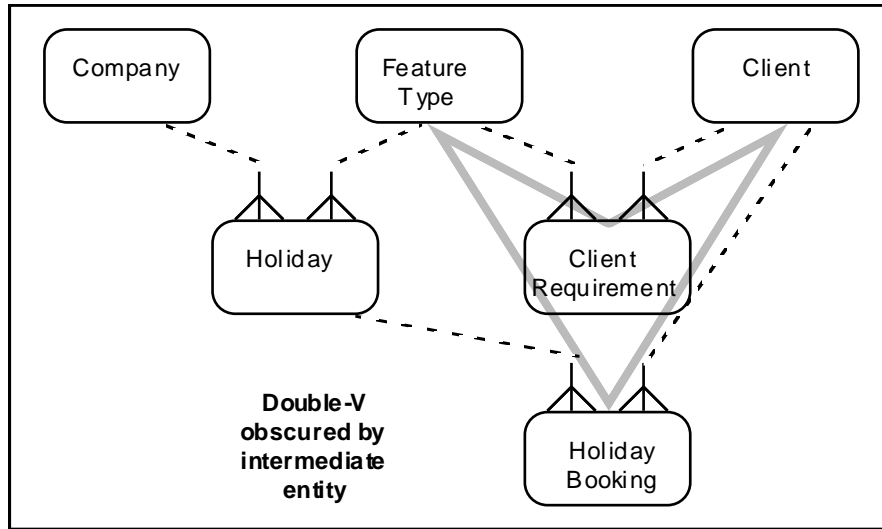 Company
Feature
Type
Client
Holiday
Client
Requirement
Double-V
obscured by
intermediate
entity
Holiday
Booking